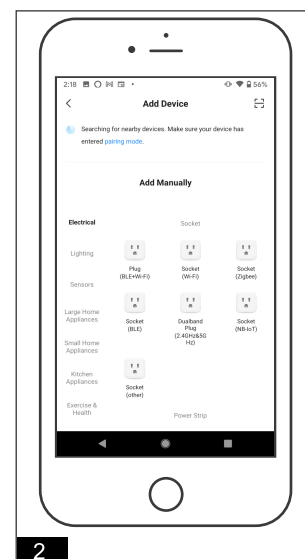 2:18 56%
Add Device
Searching for nearby devices. Make sure your device has
entered pairing mode.
Add Manually
Electrical
Socket
Lighting
Plug
(BLE+Wi-Fi)
Socket
(Wi-Fi)
Socket
(Zigbee)
Sensors
Large Home
Appliances
Socket
(BLE)
Dualband
Plug
(2.4GHz&5G
Hz)
Socket
(NB-IoT)
Small Home
Appliances
Kitchen
Appliances
Socket
(other)
Exercise &
Health
Power Strip
2